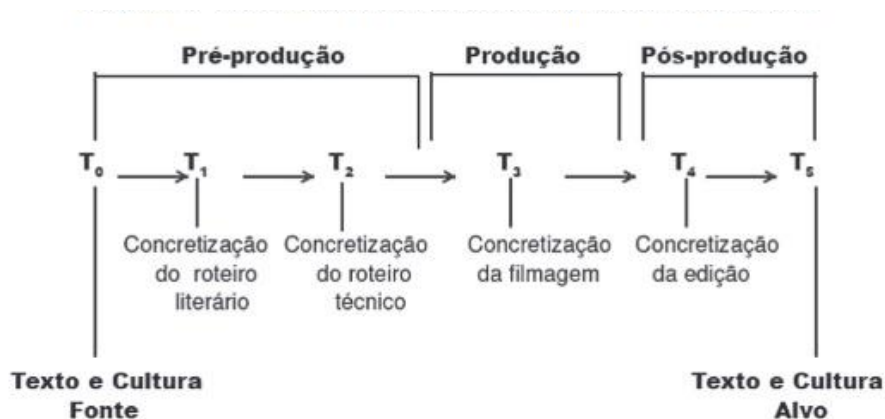 Pré-produção Produção Pós-produção
T₀ T₁ T₂ T₃ T₄ T₅
Concretização Concretização Concretização Concretização
do roteiro do roteiro da filmagem da edição
literário técnico
Texto e Cultura Texto e Cultura
Fonte Alvo